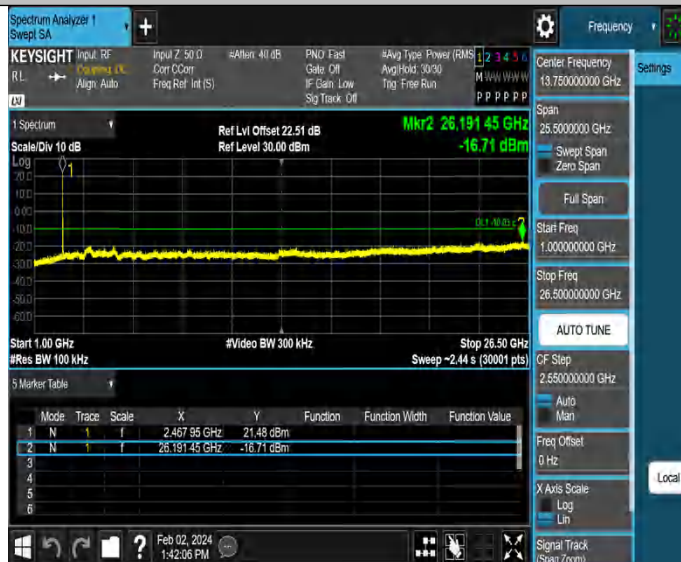 Spectrum Analyzer 1
Swept SA
+
Frequency
KEYSIGHT
Input: RF
Coupling: DC
Align: Auto
Input Z: 50 Ω
Corr CCorr
Freq Ref: Int (S)
#Atten: 40 dB
PNO: Fast
Gate: Off
IF Gain: Low
Sig Track: Off
#Avg Type: Power (RMS
Avg|Hold: 30/30
Trig: Free Run
1 2 3 4 5 6
M W W W W W
P P P P P P
RL
LXI
1 Spectrum
Scale/Div 10 dB
Ref Lvl Offset 22.51 dB
Ref Level 30.00 dBm
Mkr2 26.191 45 GHz
-16.71 dBm
Log
20.0
10.0
0.00
-10.0
-20.0
-30.0
-40.0
-50.0
-60.0
1
2
Start 1.00 GHz
#Res BW 100 kHz
#Video BW 300 kHz
Stop 26.50 GHz
Sweep ~2.44 s (30001 pts)
5 Marker Table
Mode Trace Scale X Y Function Function Width Function Value
1 N 1 f 2.467 95 GHz 21.48 dBm
2 N 1 f 26.191 45 GHz -16.71 dBm
3
4
5
6
?
Feb 02, 2024
1:42:06 PM
Center Frequency
13.750000000 GHz
Span
25.5000000 GHz
Swept Span
Zero Span
Full Span
Start Freq
1.000000000 GHz
Stop Freq
26.500000000 GHz
AUTO TUNE
CF Step
2.550000000 GHz
Auto
Man
Freq Offset
0 Hz
X Axis Scale
Log
Lin
Signal Track
(Span Zoom)
Settings
Local